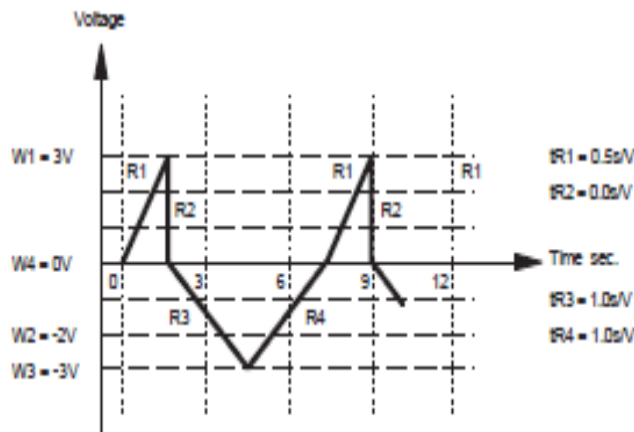 Voltage
W1 = 3V
R1
R1
R1
tR1 = 0.5s/V
R2
R2
tR2 = 0.0s/V
W4 = 0V
Time sec.
0
3
6
9
12
R3
R4
tR3 = 1.0s/V
W2 = -2V
tR4 = 1.0s/V
W3 = -3V